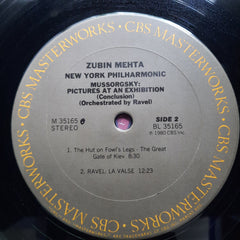 CBS MASTERWORKS · CBS MASTERWORKS · CBS MASTERWORKS · CBS MASTERWORKS
ZUBIN MEHTA
NEW YORK PHILHARMONIC
MUSSORGSKY:
PICTURES AT AN EXHIBITION
(Conclusion)
(Orchestrated by Ravel)
M 35165
STEREO
SIDE 2
BL 35165
℗ 1980 CBS Inc.
1. The Hut on Fowl's Legs - The Great
Gate of Kiev 8:30
2. RAVEL: LA VALSE 12:23